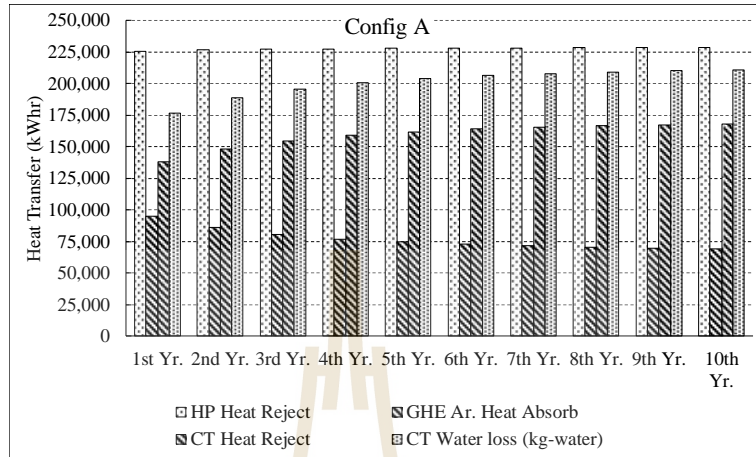 Config A
Heat Transfer (kWhr)
250,000
225,000
200,000
175,000
150,000
125,000
100,000
75,000
50,000
25,000
0
1st Yr. 2nd Yr. 3rd Yr. 4th Yr. 5th Yr. 6th Yr. 7th Yr. 8th Yr. 9th Yr. 10th Yr.
HP Heat Reject GHE Ar. Heat Absorb
CT Heat Reject CT Water loss (kg-water)